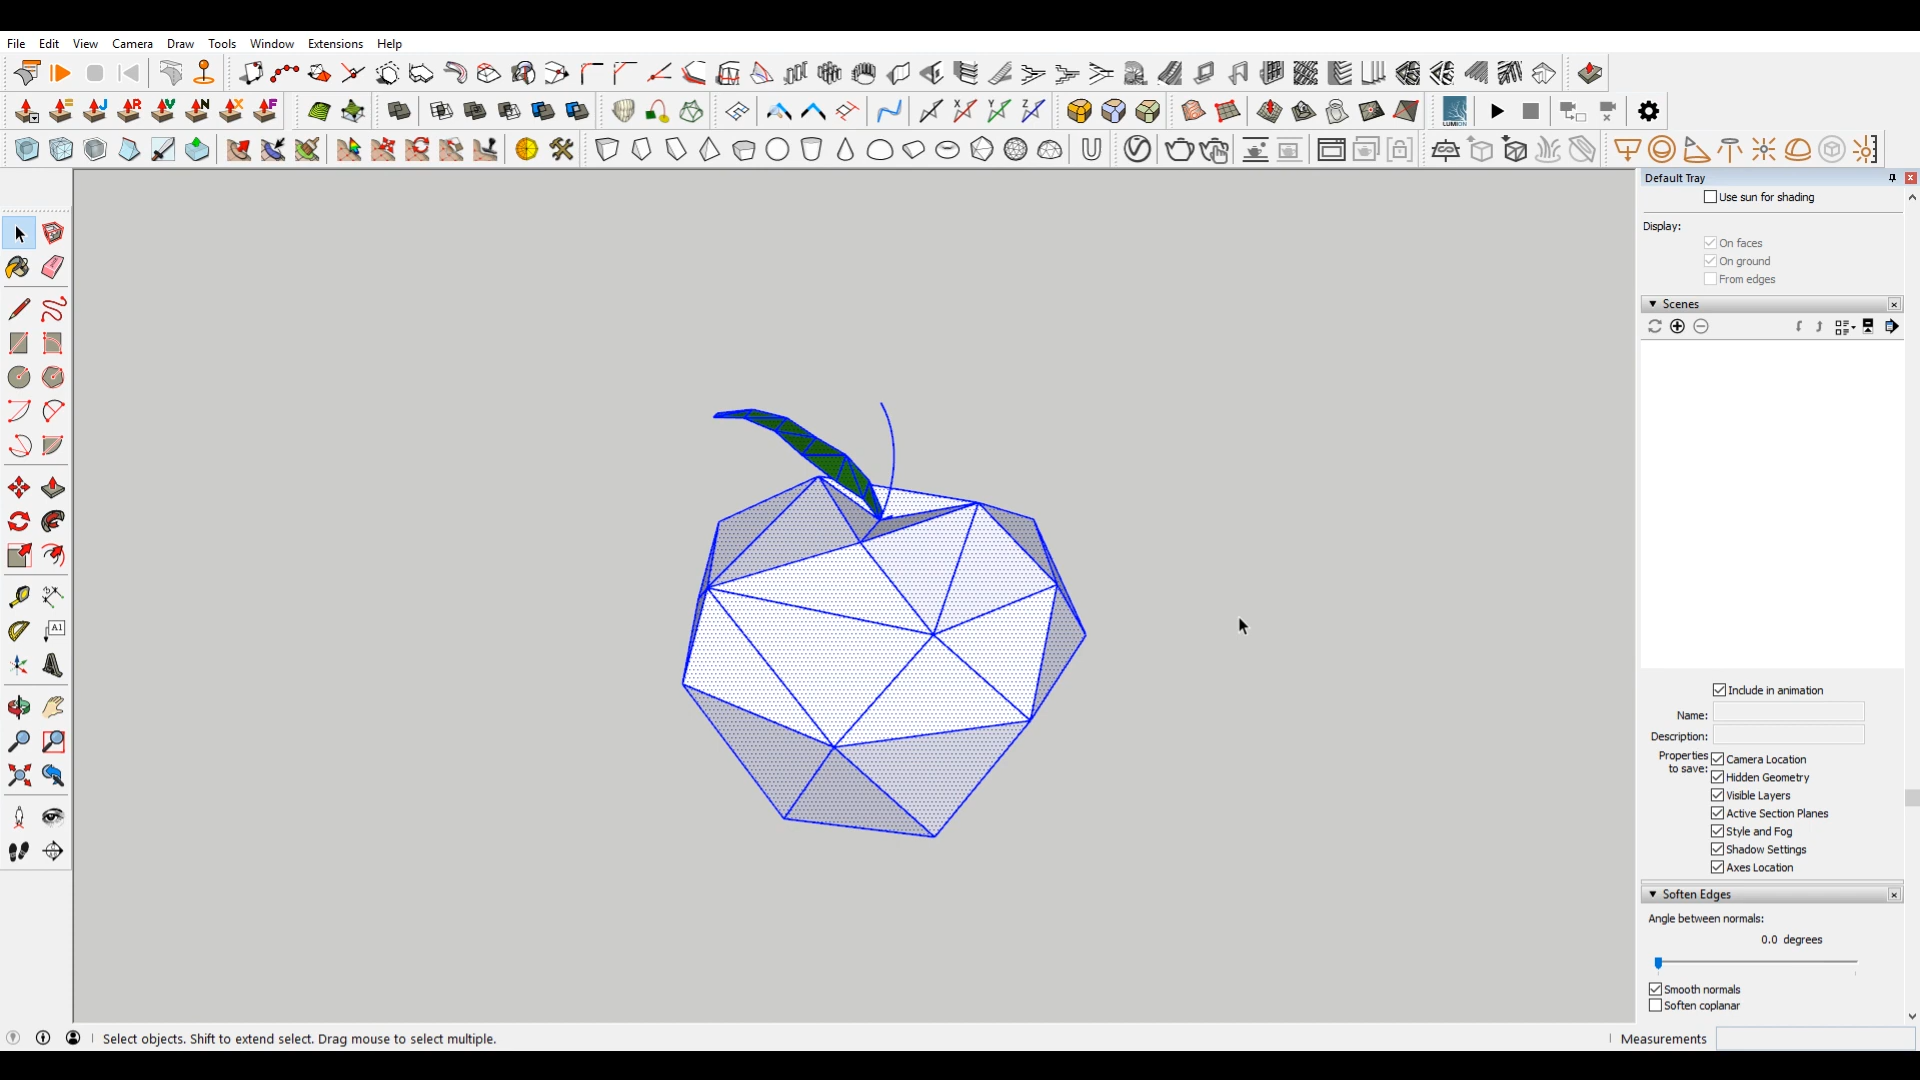 File Edit View Camera Draw Tools Window Extensions Help
J R V N X F
X Y Z
LUMION
Default Tray
Use sun for shading
Display:
On faces
On ground
From edges
Scenes
Include in animation
Name:
Description:
Properties to save:
Camera Location
Hidden Geometry
Visible Layers
Active Section Planes
Style and Fog
Shadow Settings
Axes Location
Soften Edges
Angle between normals:
0.0 degrees
Smooth normals
Soften coplanar
A1
Select objects. Shift to extend select. Drag mouse to select multiple.
Measurements